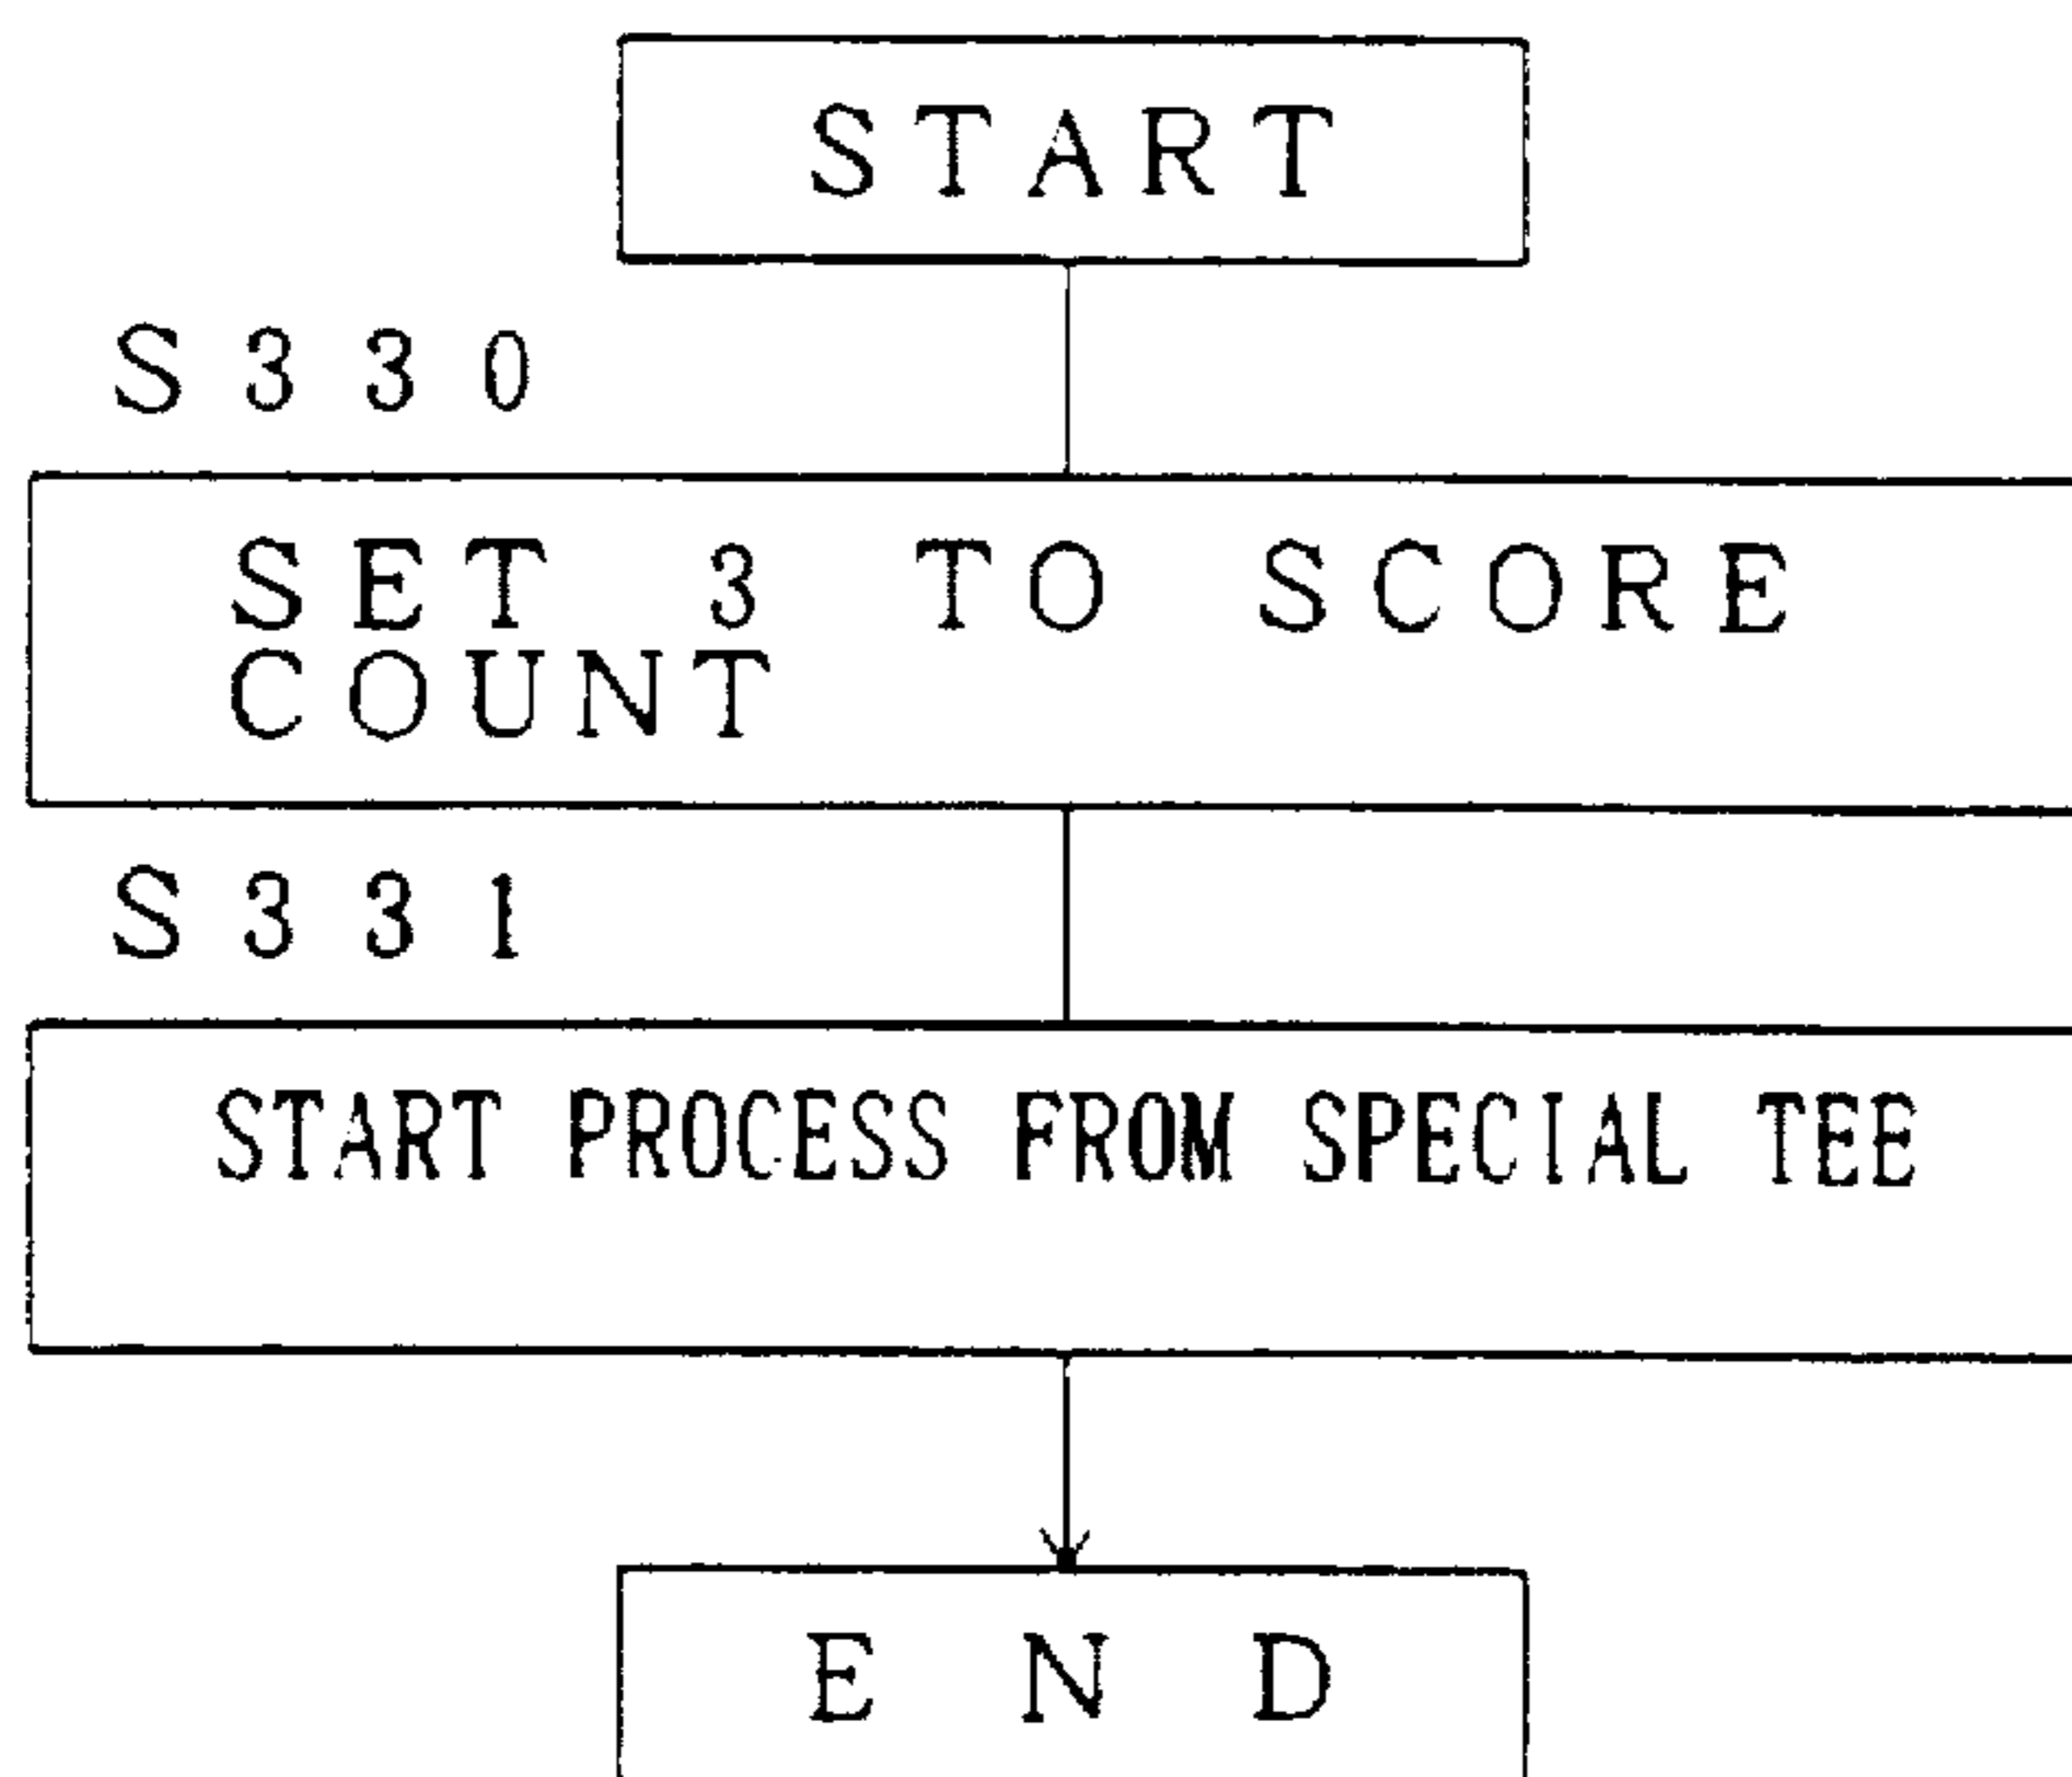 START
S330
SET 3 TO SCORE
COUNT
S331
START PROCESS FROM SPECIAL TEE
END